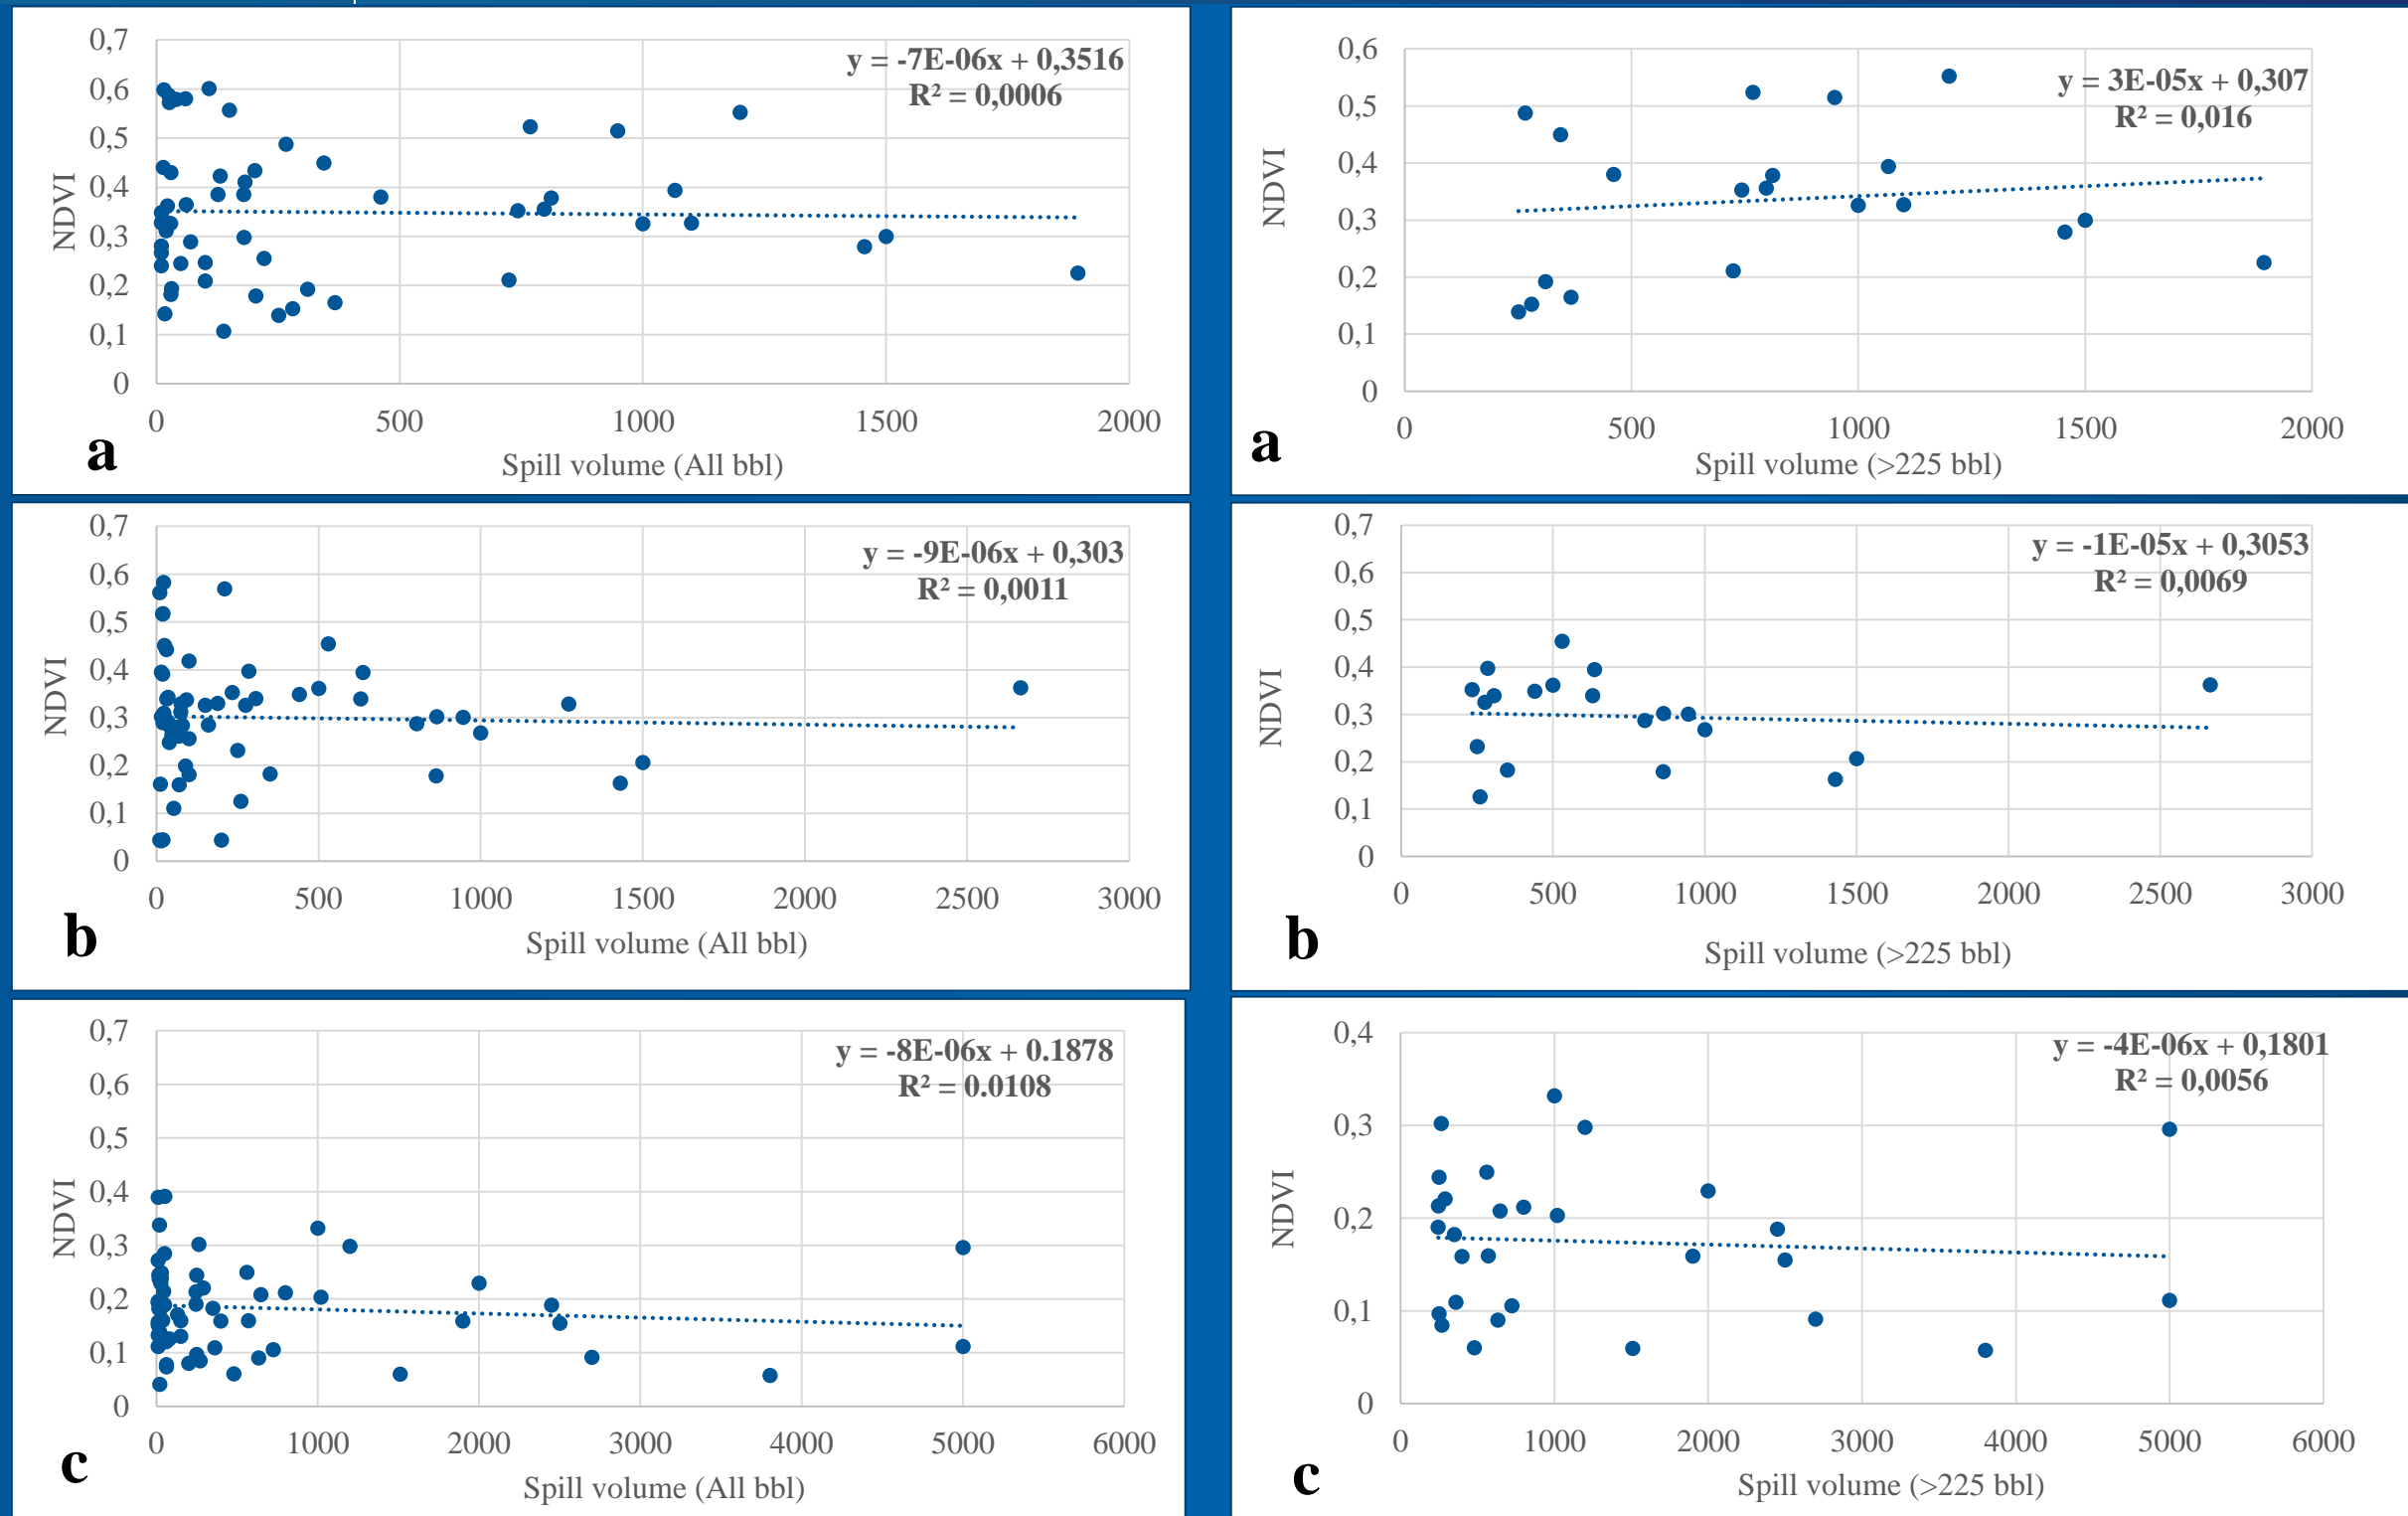 0,7
0,6
0,5
0,4
0,3
0,2
0,1
0
NDVI
y = -7E-06x + 0,3516
R² = 0,0006
0 500 1000 1500 2000
Spill volume (All bbl)
a
0,6
0,5
0,4
0,3
0,2
0,1
0
NDVI
y = 3E-05x + 0,307
R² = 0,016
0 500 1000 1500 2000
Spill volume (>225 bbl)
a
0,7
0,6
0,5
0,4
0,3
0,2
0,1
0
NDVI
y = -9E-06x + 0,303
R² = 0,0011
0 500 1000 1500 2000 2500 3000
Spill volume (All bbl)
b
0,7
0,6
0,5
0,4
0,3
0,2
0,1
0
NDVI
y = -1E-05x + 0,3053
R² = 0,0069
0 500 1000 1500 2000 2500 3000
Spill volume (>225 bbl)
b
0,7
0,6
0,5
0,4
0,3
0,2
0,1
0
NDVI
y = -8E-06x + 0.1878
R² = 0.0108
0 1000 2000 3000 4000 5000 6000
Spill volume (All bbl)
c
0,4
0,3
0,2
0,1
0
NDVI
y = -4E-06x + 0,1801
R² = 0,0056
0 1000 2000 3000 4000 5000 6000
Spill volume (>225 bbl)
c